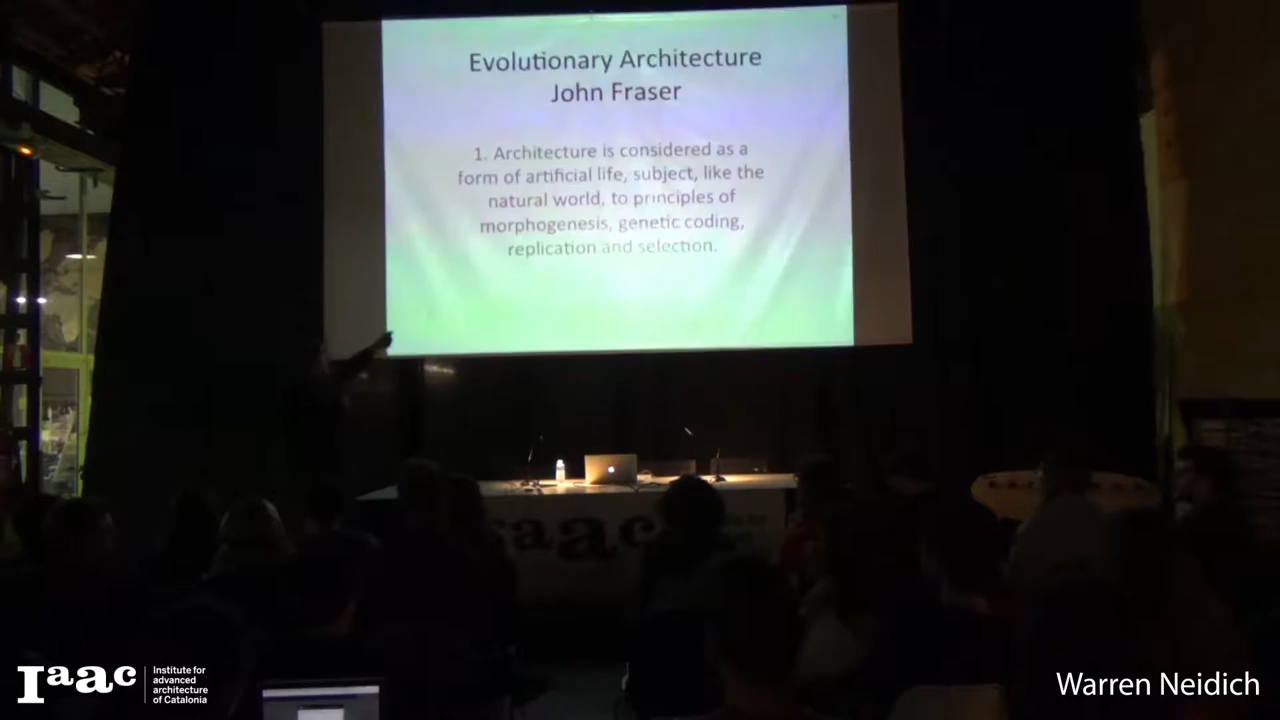 Evolutionary Architecture
John Fraser
1. Architecture is considered as a
form of artificial life, subject, like the
natural world, to principles of
morphogenesis, genetic coding,
replication and selection.
Iaac
Iaac
Institute for
advanced
architecture
of Catalonia
Warren Neidich